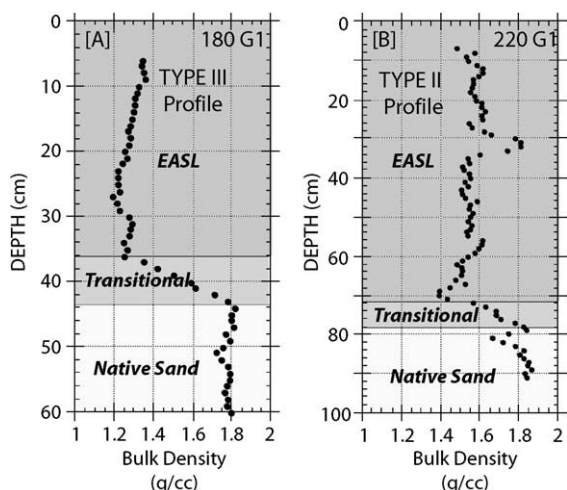 [A] 180 G1
TYPE III
Profile
EASL
Transitional
Native Sand
0
10
20
30
40
50
60
DEPTH (cm)
1 1.2 1.4 1.6 1.8 2
Bulk Density
(g/cc)
[B] 220 G1
TYPE II
Profile
EASL
Transitional
Native Sand
0
20
40
60
80
100
DEPTH (cm)
1 1.2 1.4 1.6 1.8 2
Bulk Density
(g/cc)